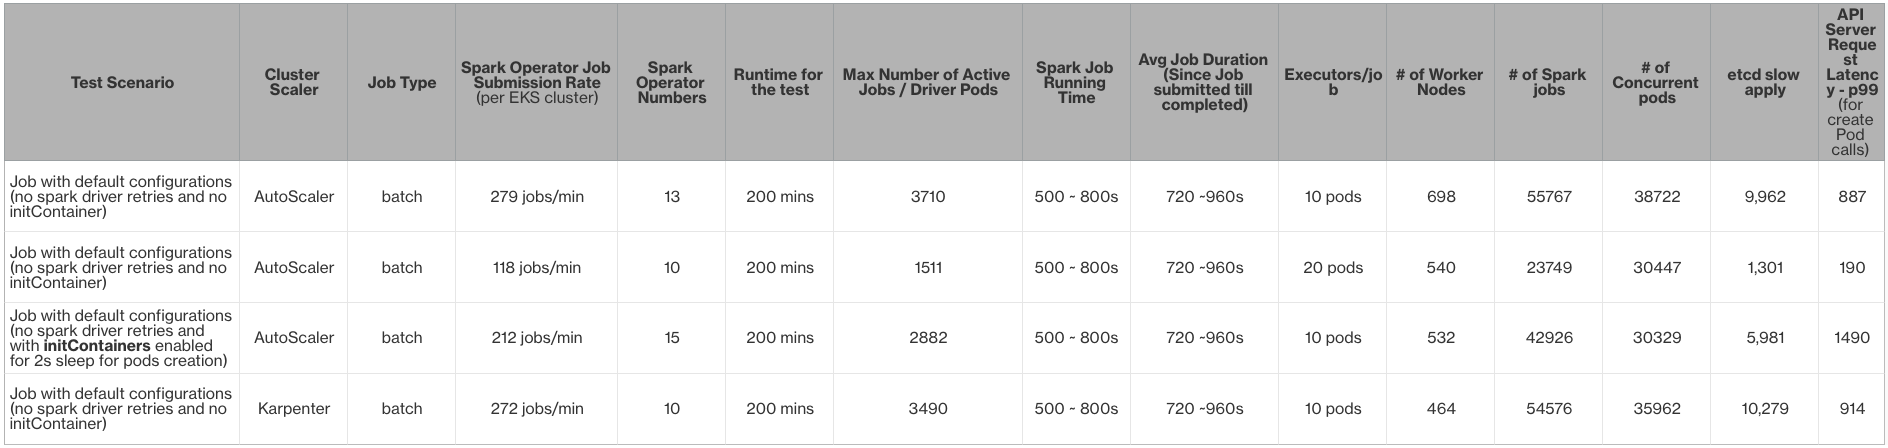 Test Scenario
Cluster
Scaler
Job Type
Spark Operator Job
Submission Rate
(per EKS cluster)
Spark
Operator
Numbers
Runtime for
the test
Max Number of Active
Jobs / Driver Pods
Spark Job
Running
Time
Avg Job Duration
(Since Job
submitted till
completed)
Executors/jo
b
# of Worker
Nodes
# of Spark
jobs
# of
Concurrent
pods
etcd slow
apply
API
Server
Reque
st
Latenc
y - p99
(for
create
Pod
calls)
Job with default configurations
(no spark driver retries and no
initContainer)
AutoScaler
batch
279 jobs/min
13
200 mins
3710
500 ~ 800s
720 ~960s
10 pods
698
55767
38722
9,962
887
Job with default configurations
(no spark driver retries and no
initContainer)
AutoScaler
batch
118 jobs/min
10
200 mins
1511
500 ~ 800s
720 ~960s
20 pods
540
23749
30447
1,301
190
Job with default configurations
(no spark driver retries and
with initContainers enabled
for 2s sleep for pods creation)
AutoScaler
batch
212 jobs/min
15
200 mins
2882
500 ~ 800s
720 ~960s
10 pods
532
42926
30329
5,981
1490
Job with default configurations
(no spark driver retries and no
initContainer)
Karpenter
batch
272 jobs/min
10
200 mins
3490
500 ~ 800s
720 ~960s
10 pods
464
54576
35962
10,279
914